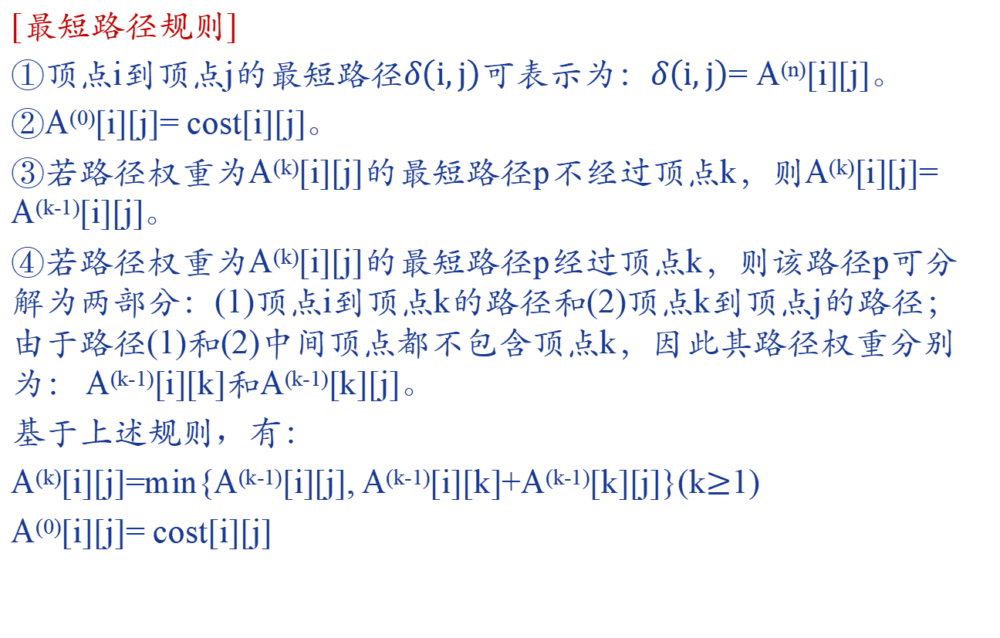 [最短路径规则]
①顶点i到顶点j的最短路径δ(i, j)可表示为：δ(i, j)= A⁽ⁿ⁾[i][j]。
②A⁽⁰⁾[i][j]= cost[i][j]。
③若路径权重为A⁽ᵏ⁾[i][j]的最短路径p不经过顶点k，则A⁽ᵏ⁾[i][j]=
A⁽ᵏ⁻¹⁾[i][j]。
④若路径权重为A⁽ᵏ⁾[i][j]的最短路径p经过顶点k，则该路径p可分
解为两部分：(1)顶点i到顶点k的路径和(2)顶点k到顶点j的路径；
由于路径(1)和(2)中间顶点都不包含顶点k，因此其路径权重分别
为： A⁽ᵏ⁻¹⁾[i][k]和A⁽ᵏ⁻¹⁾[k][j]。
基于上述规则，有：
A⁽ᵏ⁾[i][j]=min{A⁽ᵏ⁻¹⁾[i][j], A⁽ᵏ⁻¹⁾[i][k]+A⁽ᵏ⁻¹⁾[k][j]}(k≥1)
A⁽⁰⁾[i][j]= cost[i][j]